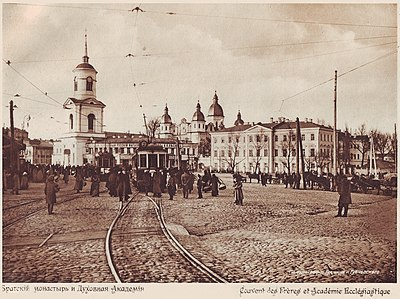 Братскій монастырь и Духовная Академія
Couvent des Frères et Académie Ecclésiastique